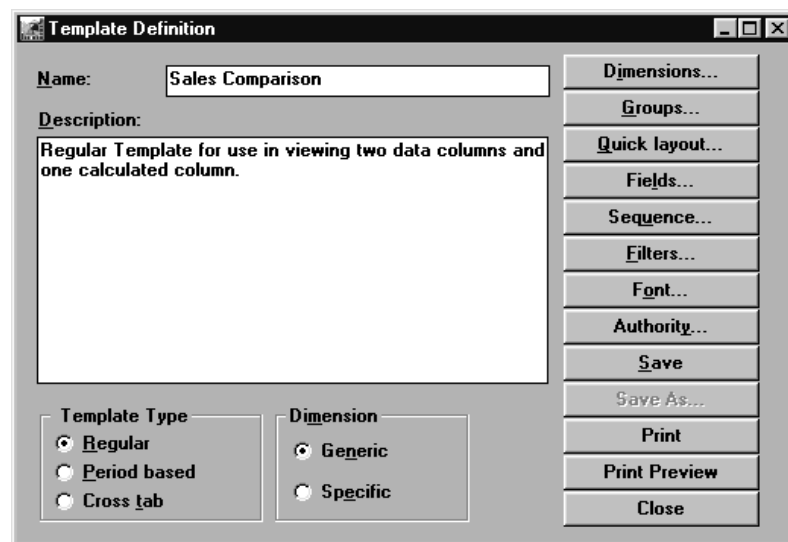 Template Definition
Name:
Sales Comparison
Description:
Regular Template for use in viewing two data columns and
one calculated column.
Template Type
Regular
Period based
Cross tab
Dimension
Generic
Specific
Dimensions...
Groups...
Quick layout...
Fields...
Sequence...
Filters...
Font...
Authority...
Save
Save As...
Print
Print Preview
Close